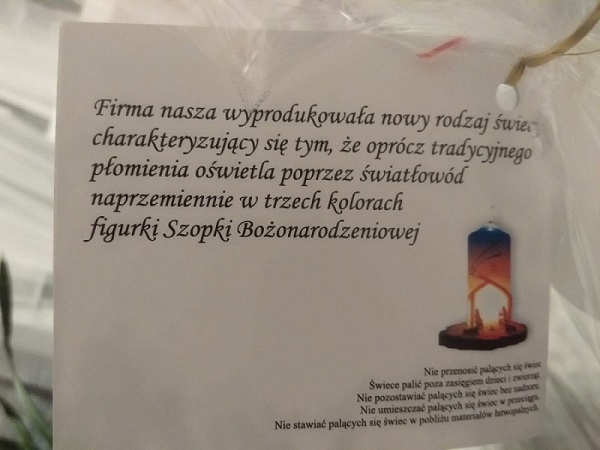 Firma nasza wyprodukowała nowy rodzaj świecy
charakteryzujący się tym, że oprócz tradycyjnego
płomienia oświetla poprzez światłowód
naprzemiennie w trzech kolorach
figurki Szopki Bożonarodzeniowej
Nie przenosić palących się świec
Świece palić poza zasięgiem dzieci i zwierząt.
Nie pozostawiać palących się świec bez nadzoru.
Nie umieszczać palących się świec w przeciągu.
Nie stawiać palących się świec w pobliżu materiałów łatwopalnych.